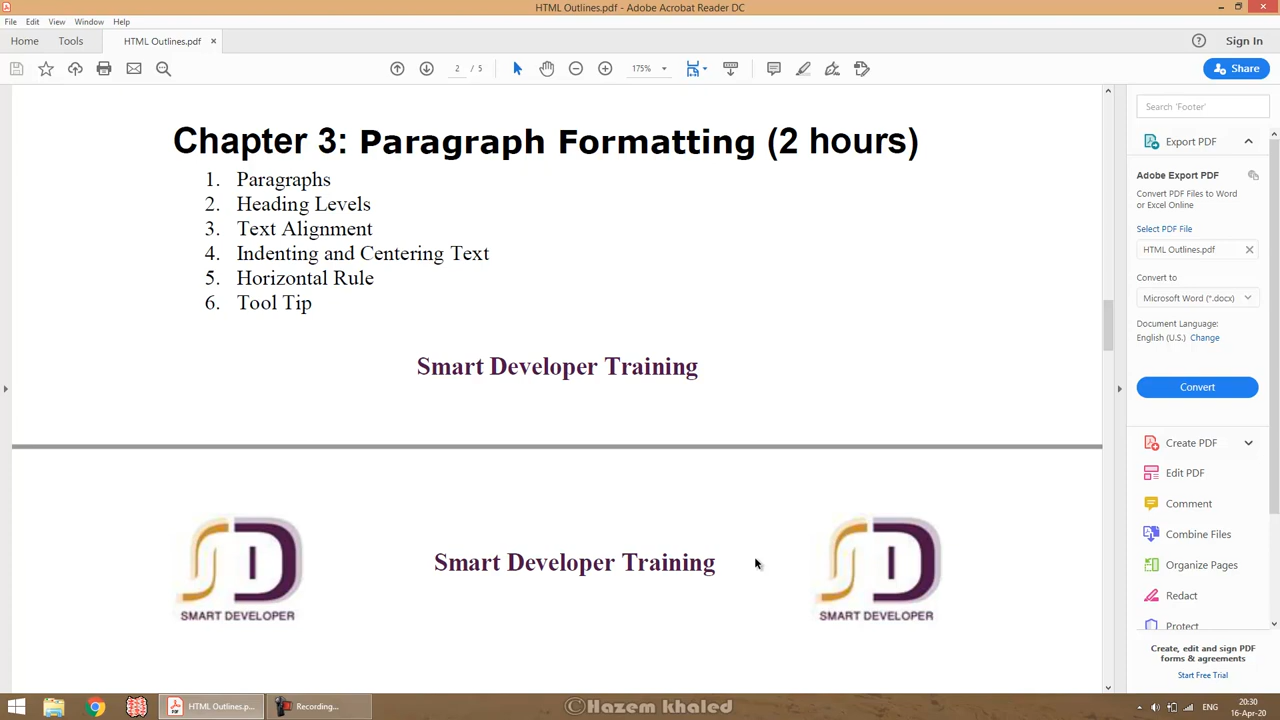 HTML Outlines.pdf - Adobe Acrobat Reader DC
File Edit View Window Help
Home Tools HTML Outlines.pdf × Sign In
2 / 5 175% Share
Chapter 3: Paragraph Formatting (2 hours)
1. Paragraphs
2. Heading Levels
3. Text Alignment
4. Indenting and Centering Text
5. Horizontal Rule
6. Tool Tip
Smart Developer Training
SMART DEVELOPER
Smart Developer Training
SMART DEVELOPER
Search 'Footer'
Export PDF
Adobe Export PDF
Convert PDF Files to Word
or Excel Online
Select PDF File
HTML Outlines.pdf
Convert to
Microsoft Word (*.docx)
Document Language:
English (U.S.) Change
Convert
Create PDF
Edit PDF
Comment
Combine Files
Organize Pages
Redact
Protect
Create, edit and sign PDF
forms & agreements
Start Free Trial
HTML Outlines.p... Recording... ©Hazem khaled ENG 20:30
16-Apr-20